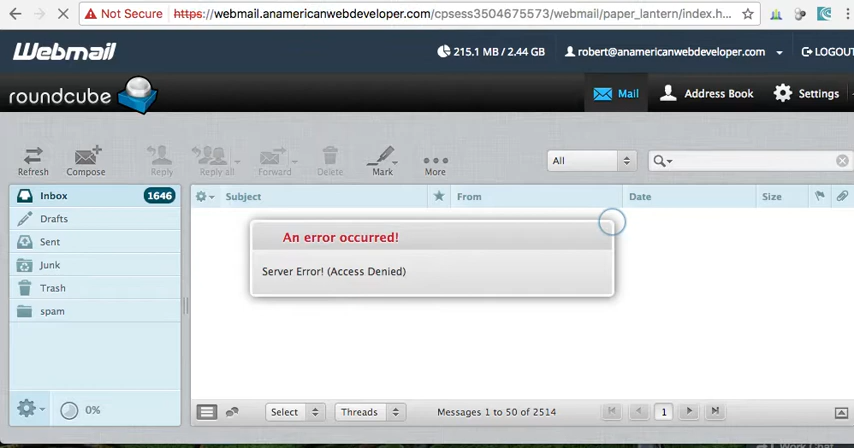 Not Secure https://webmail.anamericanwebdeveloper.com/cpsess3504675573/webmail/paper_lantern/index.h...
Webmail 215.1 MB / 2.44 GB robert@anamericanwebdeveloper.com LOGOUT
roundcube Mail Address Book Settings
All
Refresh Compose Reply Reply all Forward Delete Mark More
Inbox 1646 Subject From Date Size
Drafts
Sent
An error occurred!
Junk
Server Error! (Access Denied)
Trash
spam
0% Select Threads Messages 1 to 50 of 2514 1